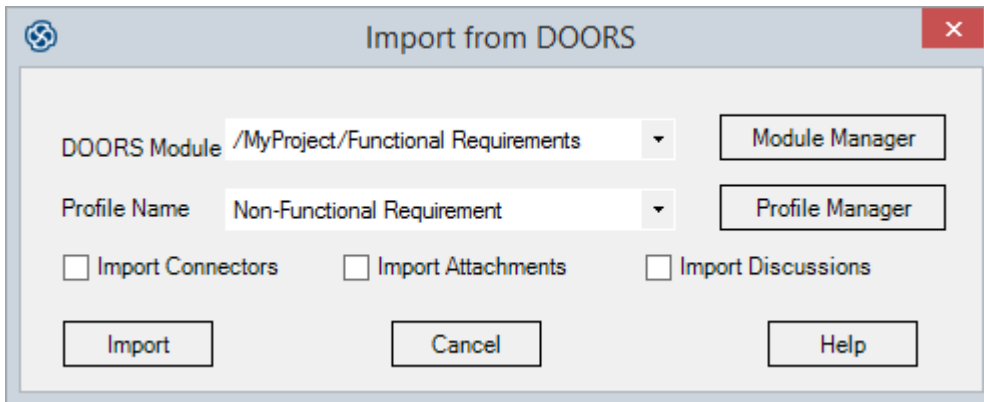 Import from DOORS
DOORS Module /MyProject/Functional Requirements Module Manager
Profile Name Non-Functional Requirement Profile Manager
Import Connectors Import Attachments Import Discussions
Import Cancel Help